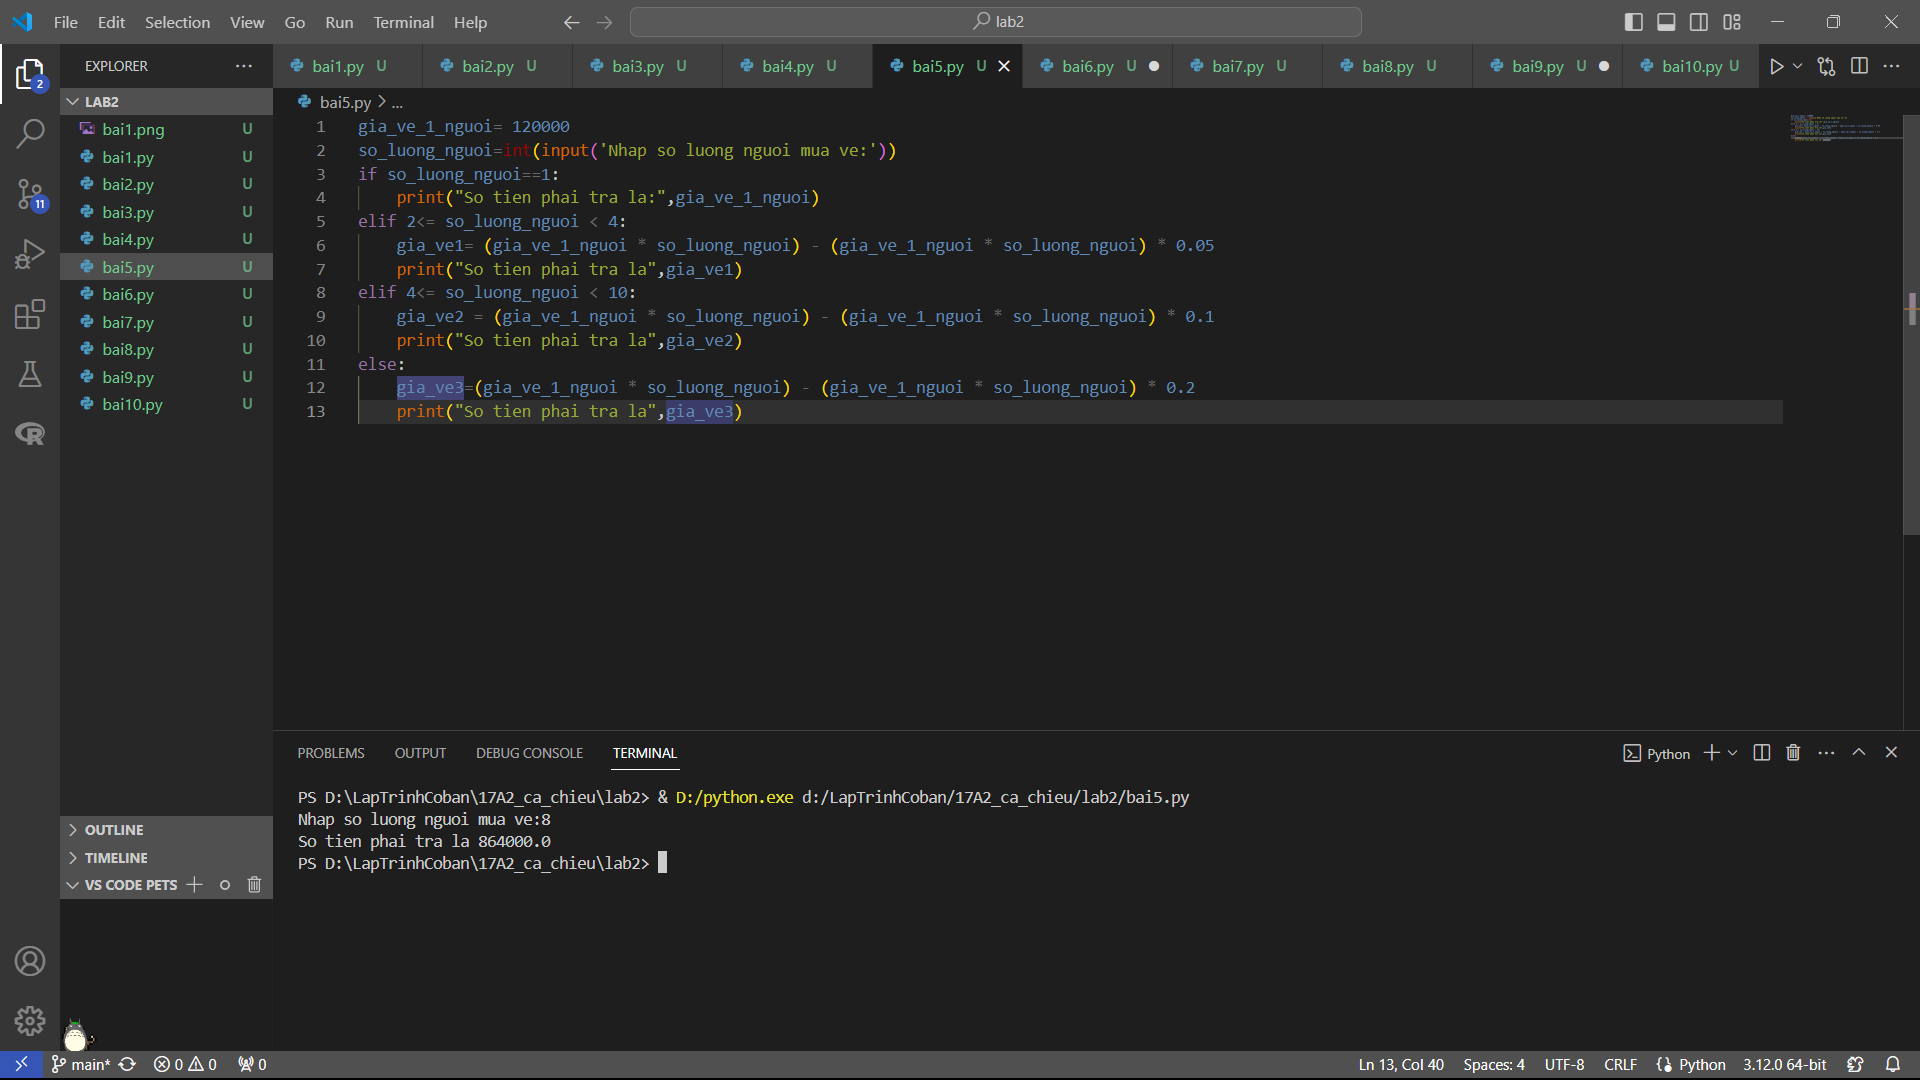 File Edit Selection View Go Run Terminal Help lab2
EXPLORER
LAB2
bai1.png U
bai1.py U
bai2.py U
bai3.py U
bai4.py U
bai5.py U
bai6.py U
bai7.py U
bai8.py U
bai9.py U
bai10.py U
OUTLINE
TIMELINE
VS CODE PETS
bai1.py U bai2.py U bai3.py U bai4.py U bai5.py U bai6.py U bai7.py U bai8.py U bai9.py U bai10.py U
bai5.py > ...
1 gia_ve_1_nguoi= 120000
2 so_luong_nguoi=int(input('Nhap so luong nguoi mua ve:'))
3 if so_luong_nguoi==1:
4 print("So tien phai tra la:",gia_ve_1_nguoi)
5 elif 2<= so_luong_nguoi < 4:
6 gia_ve1= (gia_ve_1_nguoi * so_luong_nguoi) - (gia_ve_1_nguoi * so_luong_nguoi) * 0.05
7 print("So tien phai tra la",gia_ve1)
8 elif 4<= so_luong_nguoi < 10:
9 gia_ve2 = (gia_ve_1_nguoi * so_luong_nguoi) - (gia_ve_1_nguoi * so_luong_nguoi) * 0.1
10 print("So tien phai tra la",gia_ve2)
11 else:
12 gia_ve3=(gia_ve_1_nguoi * so_luong_nguoi) - (gia_ve_1_nguoi * so_luong_nguoi) * 0.2
13 print("So tien phai tra la",gia_ve3)
PROBLEMS OUTPUT DEBUG CONSOLE TERMINAL Python
PS D:\LapTrinhCoban\17A2_ca_chieu\lab2> & D:/python.exe d:/LapTrinhCoban/17A2_ca_chieu/lab2/bai5.py
Nhap so luong nguoi mua ve:8
So tien phai tra la 864000.0
PS D:\LapTrinhCoban\17A2_ca_chieu\lab2>
2
11
R
main* 0 0 0 Ln 13, Col 40 Spaces: 4 UTF-8 CRLF Python 3.12.0 64-bit